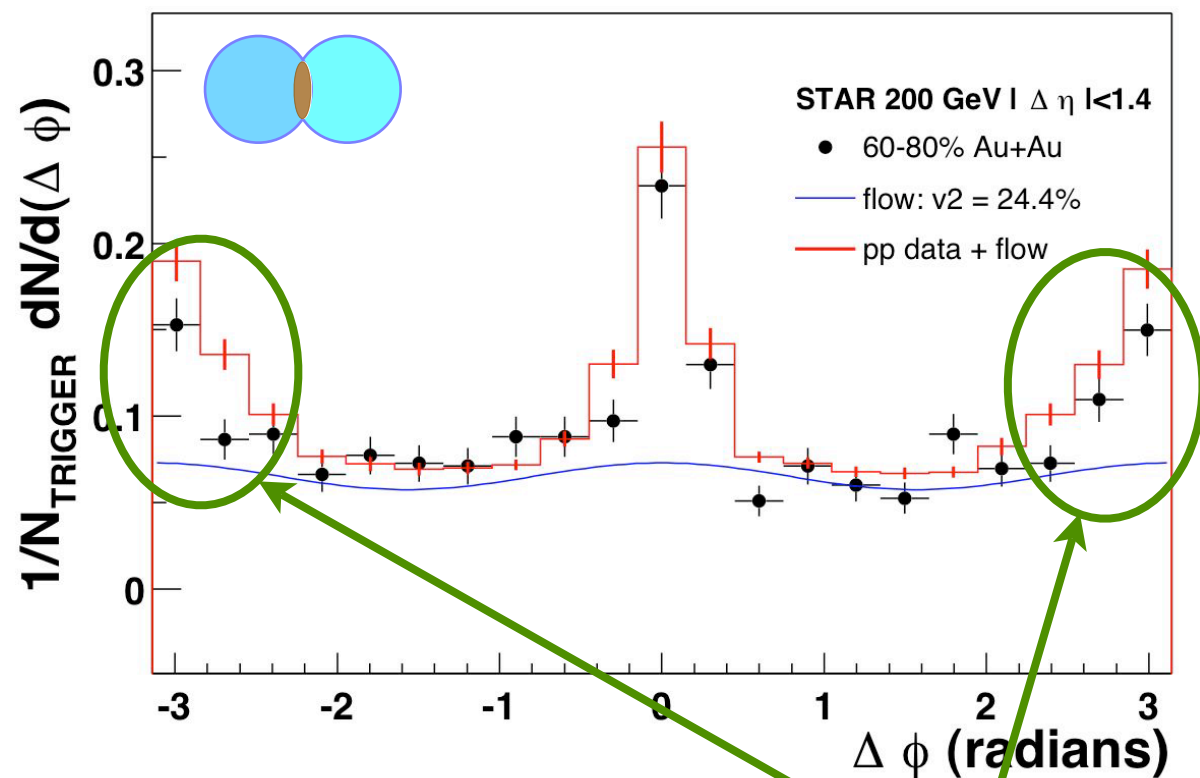 0.3
0.2
0.1
0
1/N_TRIGGER dN/d(Δ φ)
STAR 200 GeV | Δ η |<1.4
60-80% Au+Au
flow: v2 = 24.4%
pp data + flow
-3 -2 -1 0 1 2 3
Δ φ (radians)